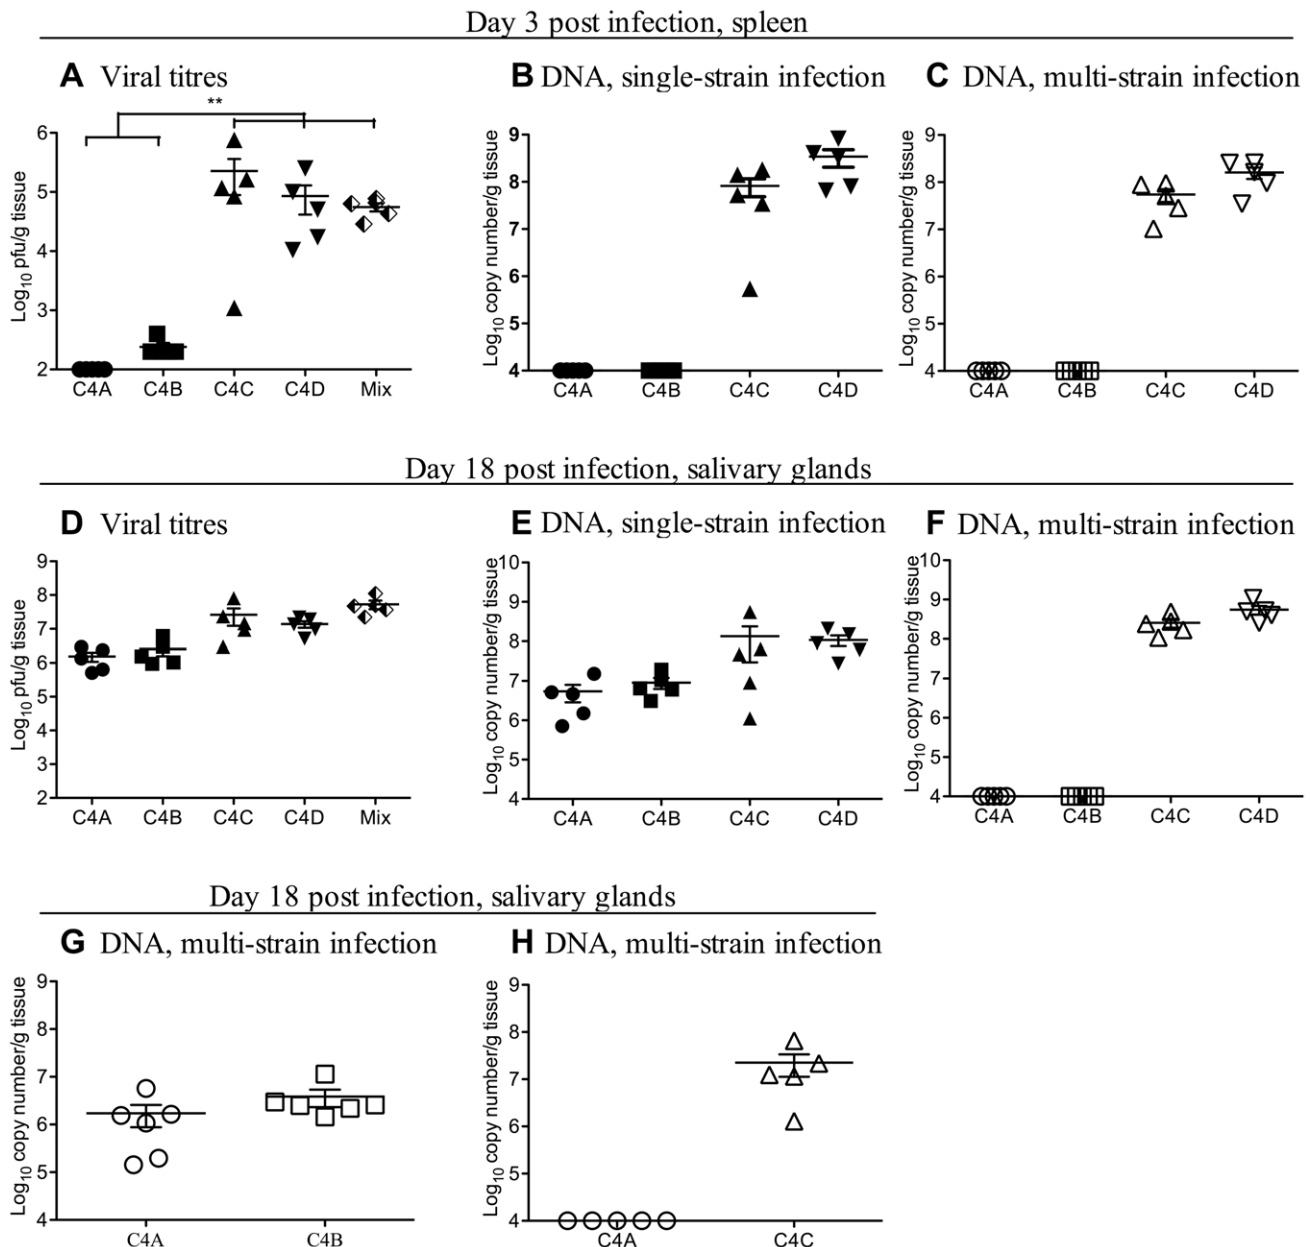 Day 3 post infection, spleen
A Viral titres
**
Log10 pfu/g tissue
6
5
4
3
2
C4A C4B C4C C4D Mix
B DNA, single-strain infection
Log10 copy number/g tissue
9
8
7
6
5
4
C4A C4B C4C C4D
C DNA, multi-strain infection
Log10 copy number/g tissue
9
8
7
6
5
4
C4A C4B C4C C4D
Day 18 post infection, salivary glands
D Viral titres
Log10 pfu/g tissue
9
8
7
6
5
4
3
2
C4A C4B C4C C4D Mix
E DNA, single-strain infection
Log10 copy number/g tissue
10
9
8
7
6
5
4
C4A C4B C4C C4D
F DNA, multi-strain infection
Log10 copy number/g tissue
10
9
8
7
6
5
4
C4A C4B C4C C4D
Day 18 post infection, salivary glands
G DNA, multi-strain infection
Log10 copy number/g tissue
9
8
7
6
5
4
C4A C4B
H DNA, multi-strain infection
Log10 copy number/g tissue
9
8
7
6
5
4
C4A C4C